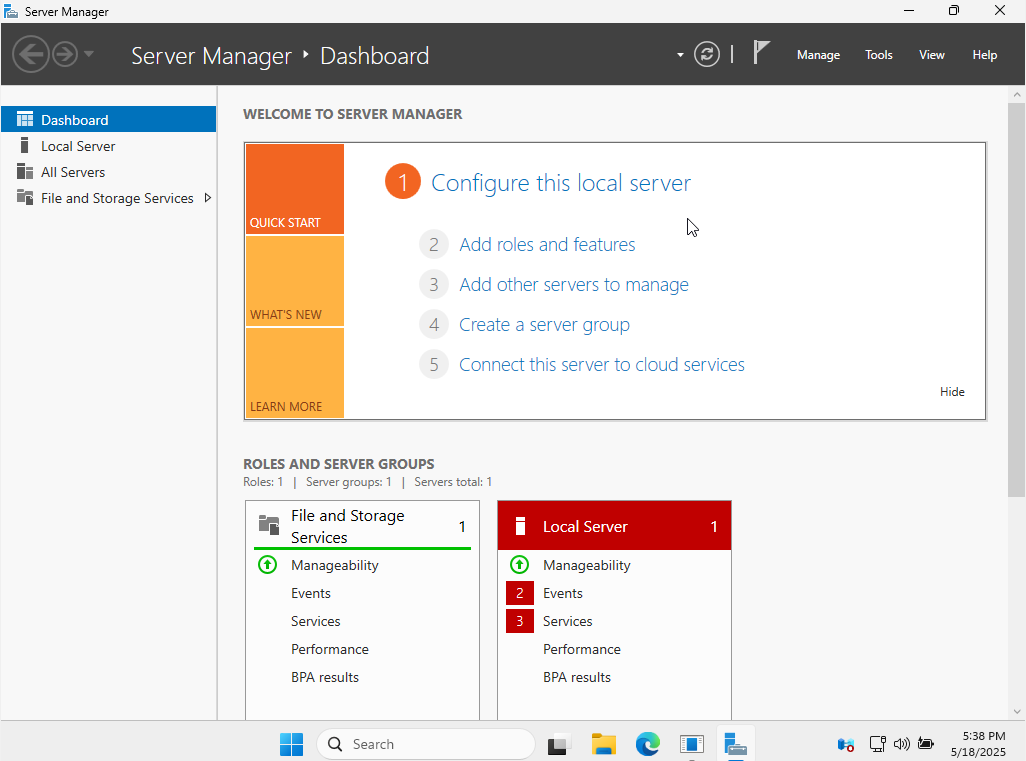 Server Manager
Server Manager ‣ Dashboard
Manage
Tools
View
Help
Dashboard
Local Server
All Servers
File and Storage Services
WELCOME TO SERVER MANAGER
QUICK START
WHAT'S NEW
LEARN MORE
1 Configure this local server
2 Add roles and features
3 Add other servers to manage
4 Create a server group
5 Connect this server to cloud services
Hide
ROLES AND SERVER GROUPS
Roles: 1 | Server groups: 1 | Servers total: 1
File and Storage
Services
1
Manageability
Events
Services
Performance
BPA results
Local Server 1
Manageability
2 Events
3 Services
Performance
BPA results
Search
5:38 PM
5/18/2025